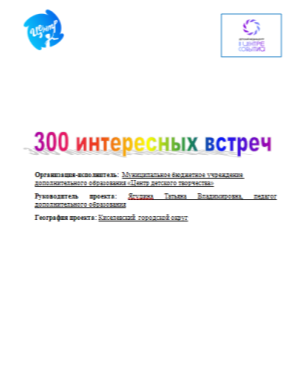 300 интересных встреч
Организация-исполнитель: Муниципальное бюджетное учреждение
дополнительного образования «Центр детского творчества»
Руководитель проекта: Ягудина Татьяна Владимировна, педагог
дополнительного образования
География проекта: Киселевский городской округ